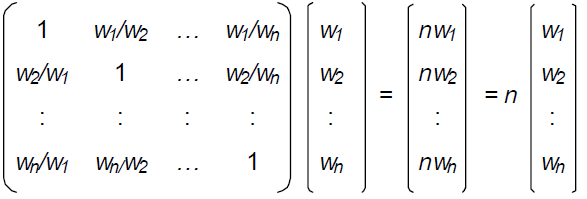 1 w1/w2 … w1/wn w1 nw1 w1
w2/w1 1 … w2/wn w2 nw2 w2
: : : : : = : = n :
wn/w1 wn/w2 … 1 wn nwn wn